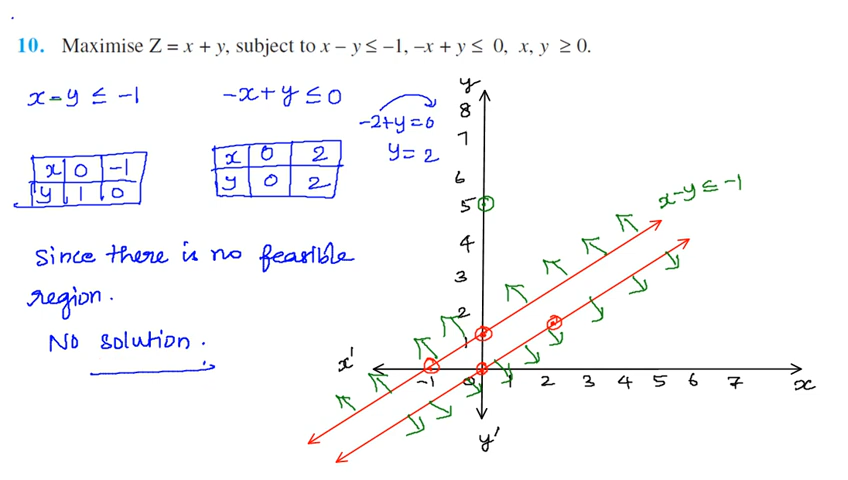 10. Maximise Z = x + y, subject to x – y ≤ –1, –x + y ≤ 0, x, y ≥ 0.
x-y ≤ -1
-x+y ≤ 0
-2+y=0
y=2
x 0 -1
y 1 0
x 0 2
y 0 2
Since there is no feasible
region.
No solution.
y
8
7
6
5
4
3
2
1
x-y ≤ -1
x'
-1 0 1 2 3 4 5 6 7
x
y'